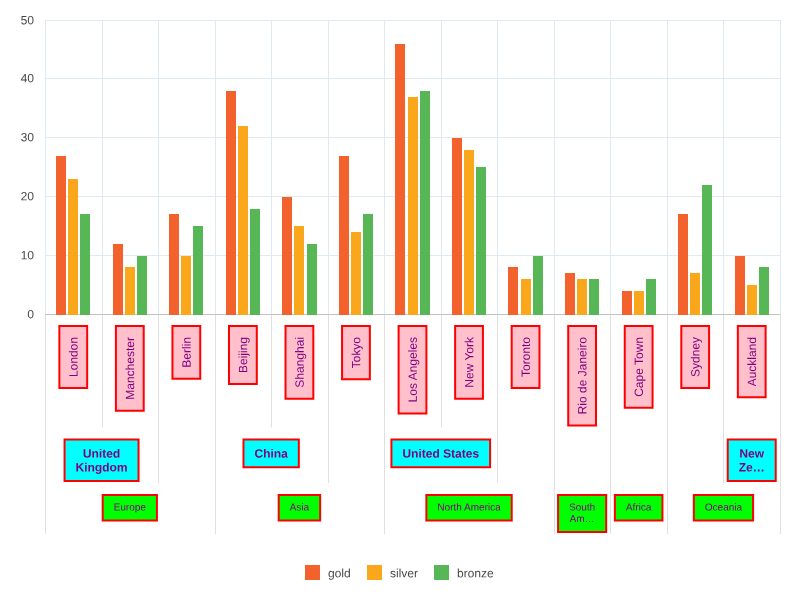 50
40
30
20
10
0
London
Manchester
Berlin
Beijing
Shanghai
Tokyo
Los Angeles
New York
Toronto
Rio de Janeiro
Cape Town
Sydney
Auckland
United
Kingdom
China
United States
New
Ze…
Europe
Asia
North America
South
Am…
Africa
Oceania
gold
silver
bronze